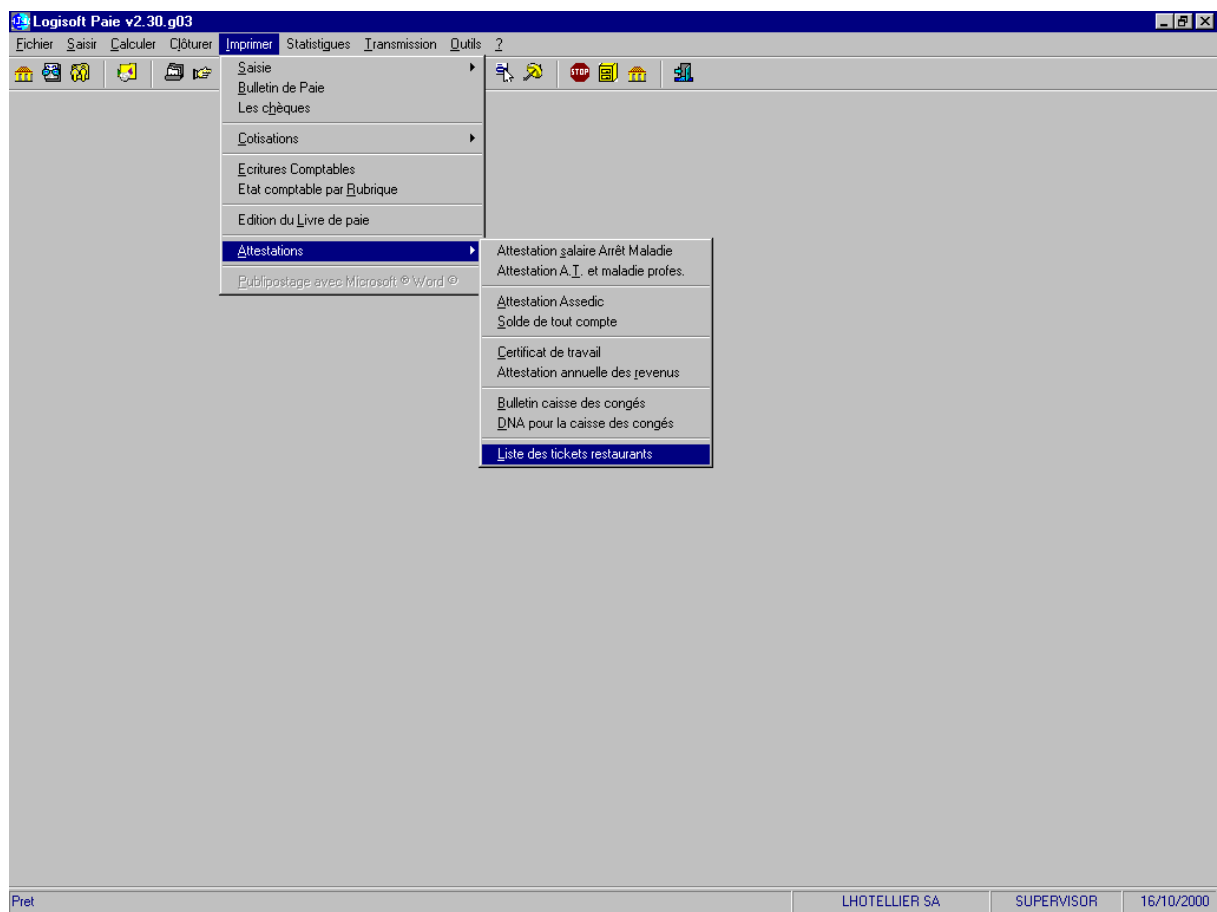 Logisoft Paie v2.30.g03
Fichier Saisir Calculer Clôturer Imprimer Statistiques Transmission Outils ?
STOP
Saisie
Bulletin de Paie
Les chèques
Cotisations
Ecritures Comptables
Etat comptable par Rubrique
Edition du Livre de paie
Attestations
Publipostage avec Microsoft ® Word ©
Attestation salaire Arrêt Maladie
Attestation A.T. et maladie profes.
Attestation Assedic
Solde de tout compte
Certificat de travail
Attestation annuelle des revenus
Bulletin caisse des congés
DNA pour la caisse des congés
Liste des tickets restaurants
Pret LHOTELLIER SA SUPERVISOR 16/10/2000